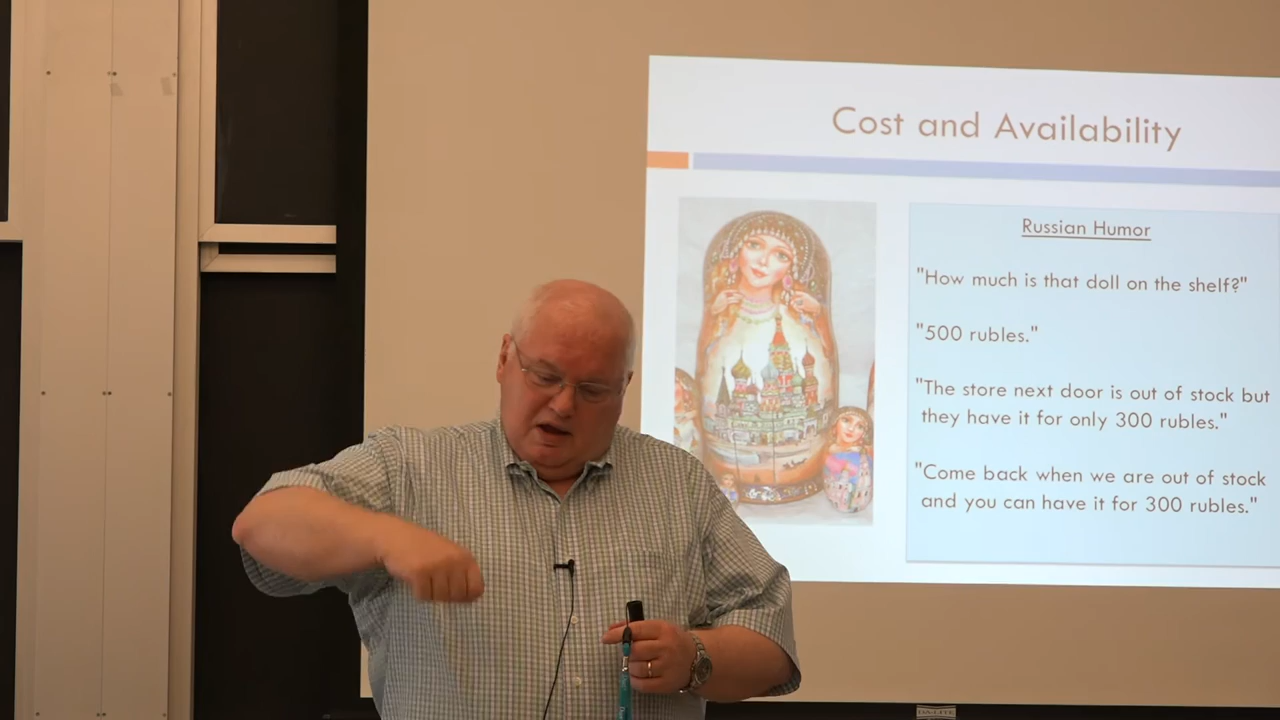 Cost and Availability
Russian Humor
"How much is that doll on the shelf?"
"500 rubles."
"The store next door is out of stock but
they have it for only 300 rubles."
"Come back when we are out of stock
and you can have it for 300 rubles."